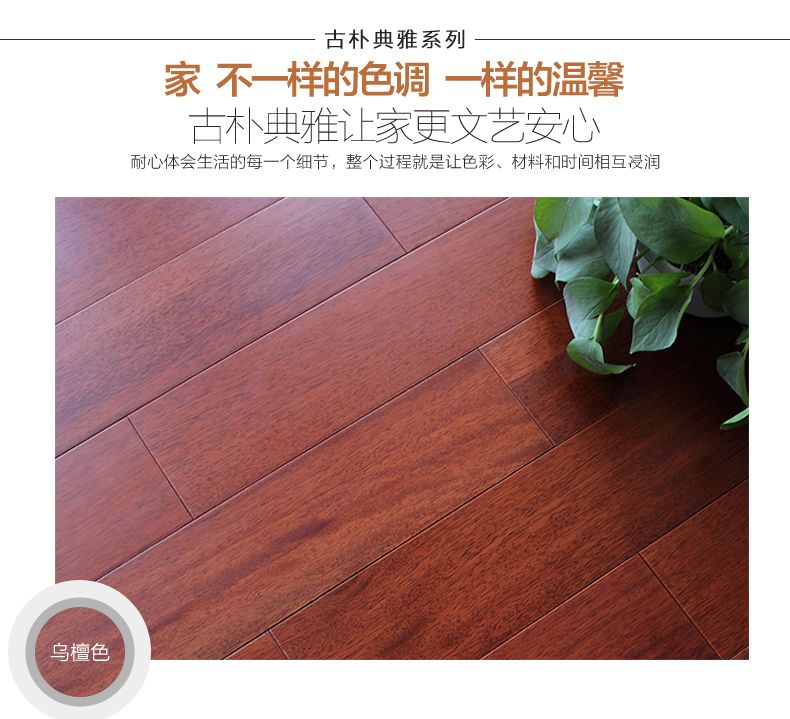 古朴典雅系列
家 不一样的色调 一样的温馨
古朴典雅让家更文艺安心
耐心体会生活的每一个细节，整个过程就是让色彩、材料和时间相互浸润
乌檀色